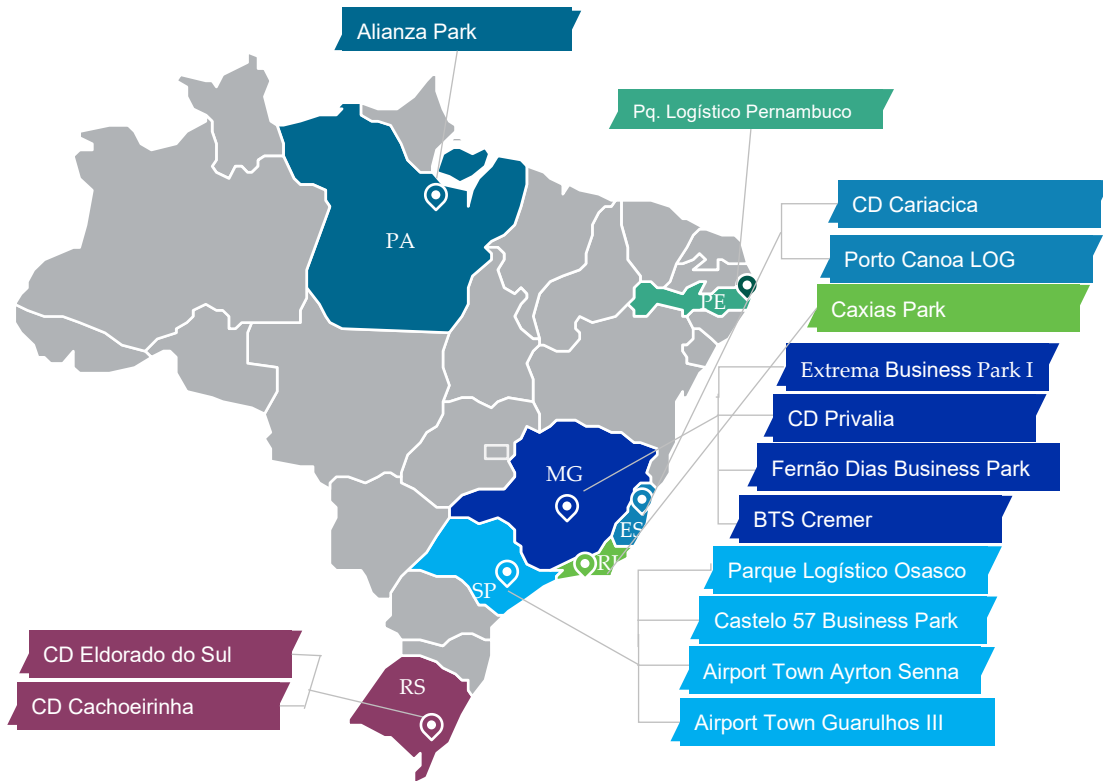 Alianza Park
Pq. Logístico Pernambuco
CD Cariacica
PA
Porto Canoa LOG
PE
Caxias Park
Extrema Business Park I
CD Privalia
MG
Fernão Dias Business Park
BTS Cremer
ES
RJ
Parque Logístico Osasco
SP
Castelo 57 Business Park
CD Eldorado do Sul
Airport Town Ayrton Senna
RS
CD Cachoeirinha
Airport Town Guarulhos III